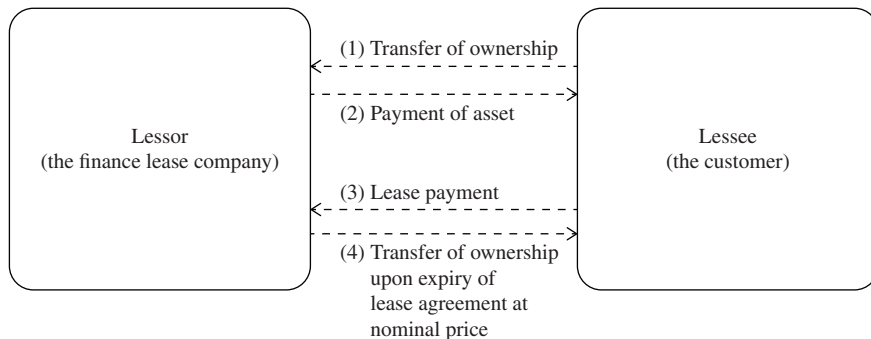 (1) Transfer of ownership
(2) Payment of asset
Lessor
(the finance lease company)
Lessee
(the customer)
(3) Lease payment
(4) Transfer of ownership
upon expiry of
lease agreement at
nominal price